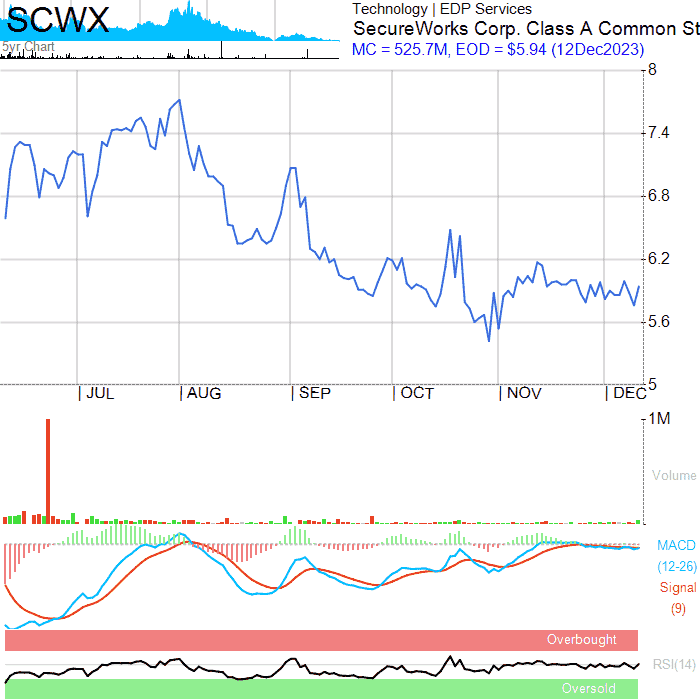 SCWX
5yr Chart
Technology | EDP Services
SecureWorks Corp. Class A Common St
MC = 525.7M, EOD = $5.94 (12Dec2023)
8
7.4
6.8
6.2
5.6
5
| JUL | AUG | SEP | OCT | NOV | DEC
1M
Volume
MACD
(12-26)
Signal
(9)
Overbought
RSI(14)
Oversold